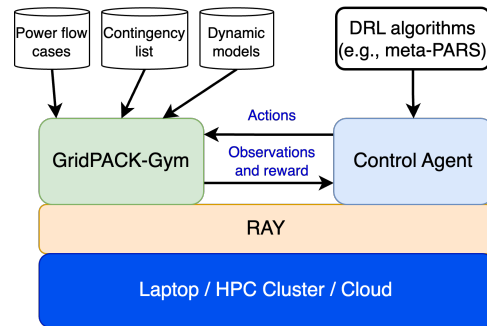 Power flow
cases
Contingency
list
Dynamic
models
DRL algorithms
(e.g., meta-PARS)
Actions
GridPACK-Gym
Observations
and reward
Control Agent
RAY
Laptop / HPC Cluster / Cloud